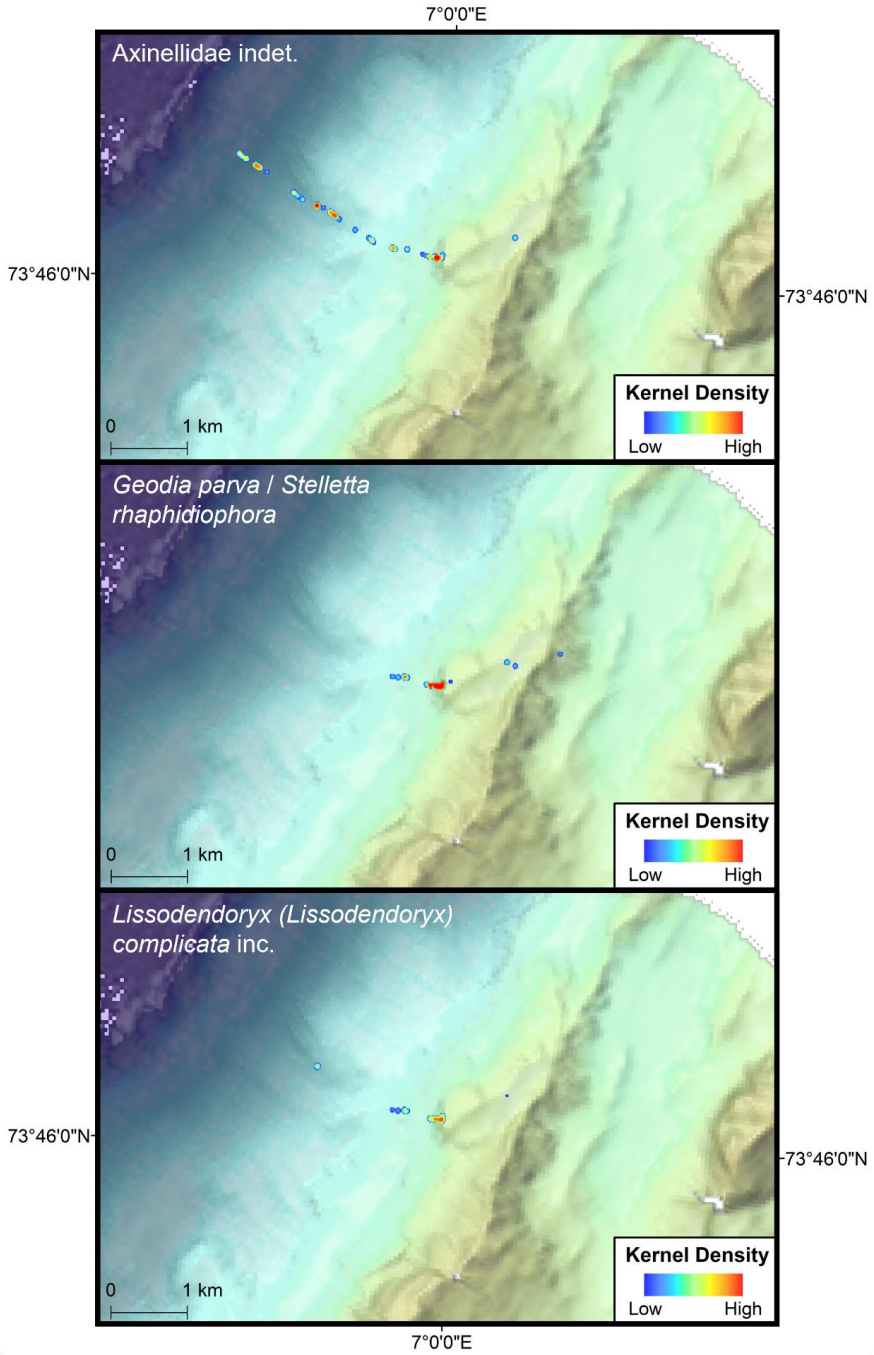 7°0'0"E
Axinellidae indet.
73°46'0"N
73°46'0"N
Kernel Density
Low High
0 1 km
Geodia parva / Stelletta
rhaphidiophora
Kernel Density
Low High
0 1 km
Lissodendoryx (Lissodendoryx)
complicata inc.
73°46'0"N
73°46'0"N
Kernel Density
Low High
0 1 km
7°0'0"E